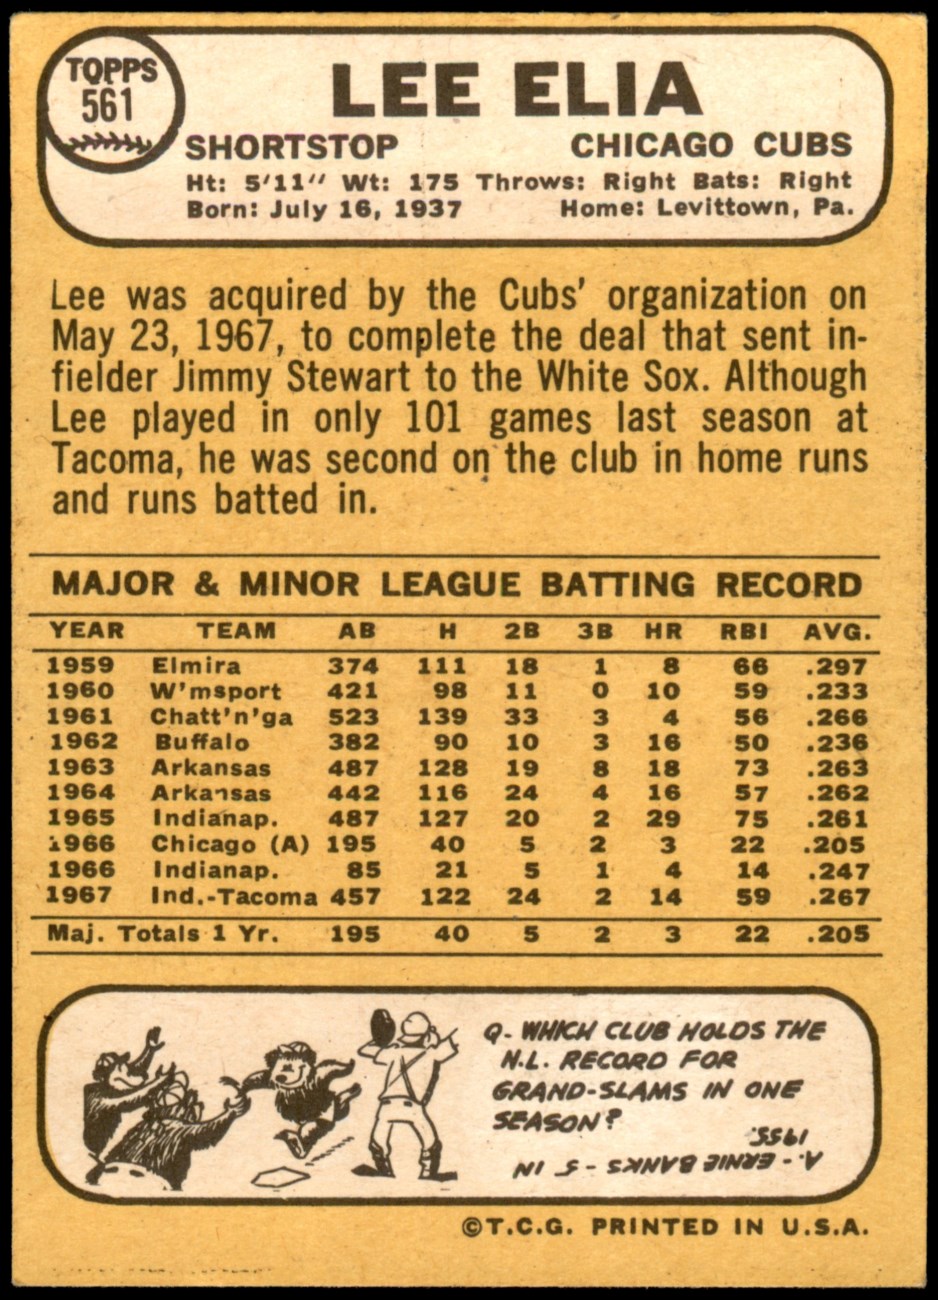 TOPPS
561
LEE ELIA
SHORTSTOP CHICAGO CUBS
Ht: 5'11" Wt: 175 Throws: Right Bats: Right
Born: July 16, 1937 Home: Levittown, Pa.
Lee was acquired by the Cubs' organization on
May 23, 1967, to complete the deal that sent in-
fielder Jimmy Stewart to the White Sox. Although
Lee played in only 101 games last season at
Tacoma, he was second on the club in home runs
and runs batted in.
MAJOR & MINOR LEAGUE BATTING RECORD
YEAR TEAM AB H 2B 3B HR RBI AVG.
1959 Elmira 374 111 18 1 8 66 .297
1960 W'msport 421 98 11 0 10 59 .233
1961 Chatt'n'ga 523 139 33 3 4 56 .266
1962 Buffalo 382 90 10 3 16 50 .236
1963 Arkansas 487 128 19 8 18 73 .263
1964 Arkansas 442 116 24 4 16 57 .262
1965 Indianap. 487 127 20 2 29 75 .261
1966 Chicago (A) 195 40 5 2 3 22 .205
1966 Indianap. 85 21 5 1 4 14 .247
1967 Ind.-Tacoma 457 122 24 2 14 59 .267
Maj. Totals 1 Yr. 195 40 5 2 3 22 .205
Q- WHICH CLUB HOLDS THE
N.L. RECORD FOR
GRAND-SLAMS IN ONE
SEASON?
A.- ERNIE BANKS - 5 IN
1955.
©T.C.G. PRINTED IN U.S.A.